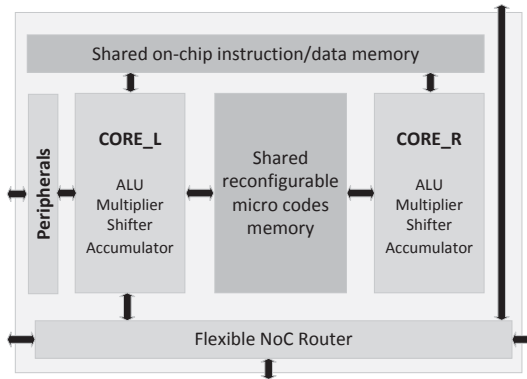 Shared on-chip instruction/data memory
Peripherals
CORE_L
ALU
Multiplier
Shifter
Accumulator
Shared
reconfigurable
micro codes
memory
CORE_R
ALU
Multiplier
Shifter
Accumulator
Flexible NoC Router